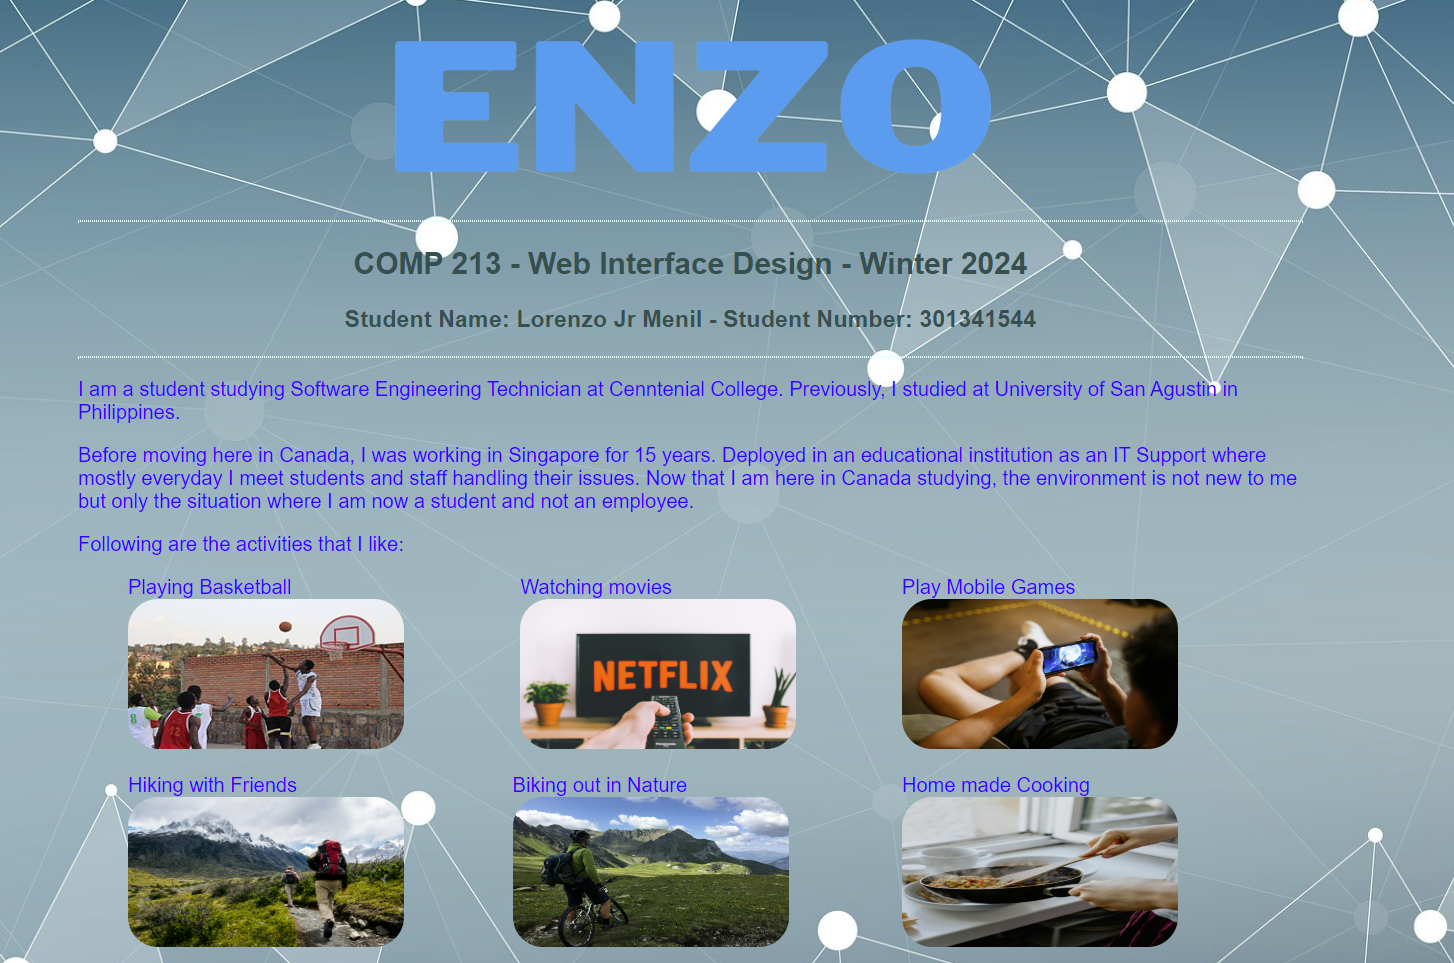 ENZO
COMP 213 - Web Interface Design - Winter 2024
Student Name: Lorenzo Jr Menil - Student Number: 301341544
I am a student studying Software Engineering Technician at Cenntenial College. Previously, I studied at University of San Agustin in
Philippines.
Before moving here in Canada, I was working in Singapore for 15 years. Deployed in an educational institution as an IT Support where
mostly everyday I meet students and staff handling their issues. Now that I am here in Canada studying, the environment is not new to me
but only the situation where I am now a student and not an employee.
Following are the activities that I like:
Playing Basketball
Watching movies
Play Mobile Games
8
12
NETFLIX
Panasonic
Hiking with Friends
Biking out in Nature
Home made Cooking